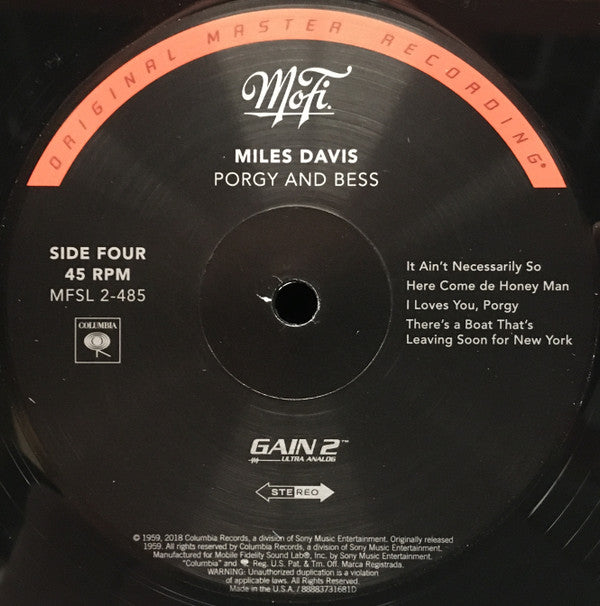 ORIGINAL MASTER RECORDING®
MoFi.
MILES DAVIS
PORGY AND BESS
SIDE FOUR
45 RPM
MFSL 2-485
COLUMBIA
It Ain't Necessarily So
Here Come de Honey Man
I Loves You, Porgy
There's a Boat That's
Leaving Soon for New York
GAIN 2™
ULTRA ANALOG
STEREO
© 1959, 2018 Columbia Records, a division of Sony Music Entertainment. Originally released
1959. All rights reserved by Columbia Records, a division of Sony Music Entertainment.
Manufactured for Mobile Fidelity Sound Lab®, Inc. by Sony Music Entertainment.
"Columbia" and Reg. U.S. Pat. & Tm. Off. Marca Registrada.
WARNING: Unauthorized duplication is a violation
of applicable laws. All Rights Reserved.
Made in the U.S.A. / 88883731681D